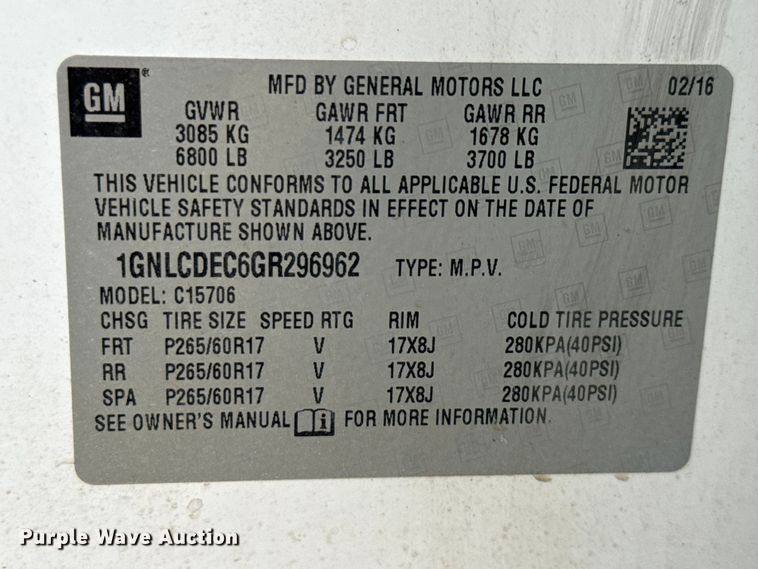 GM ® MFD BY GENERAL MOTORS LLC 02/16
GVWR GAWR FRT GAWR RR
3085 KG 1474 KG 1678 KG
6800 LB 3250 LB 3700 LB
THIS VEHICLE CONFORMS TO ALL APPLICABLE U.S. FEDERAL MOTOR
VEHICLE SAFETY STANDARDS IN EFFECT ON THE DATE OF
MANUFACTURE SHOWN ABOVE.
1GNLCDEC6GR296962 TYPE: M.P.V.
MODEL: C15706
CHSG TIRE SIZE SPEED RTG RIM COLD TIRE PRESSURE
FRT P265/60R17 V 17X8J 280KPA(40PSI)
RR P265/60R17 V 17X8J 280KPA(40PSI)
SPA P265/60R17 V 17X8J 280KPA(40PSI)
SEE OWNER'S MANUAL FOR MORE INFORMATION.
Purple Wave Auction